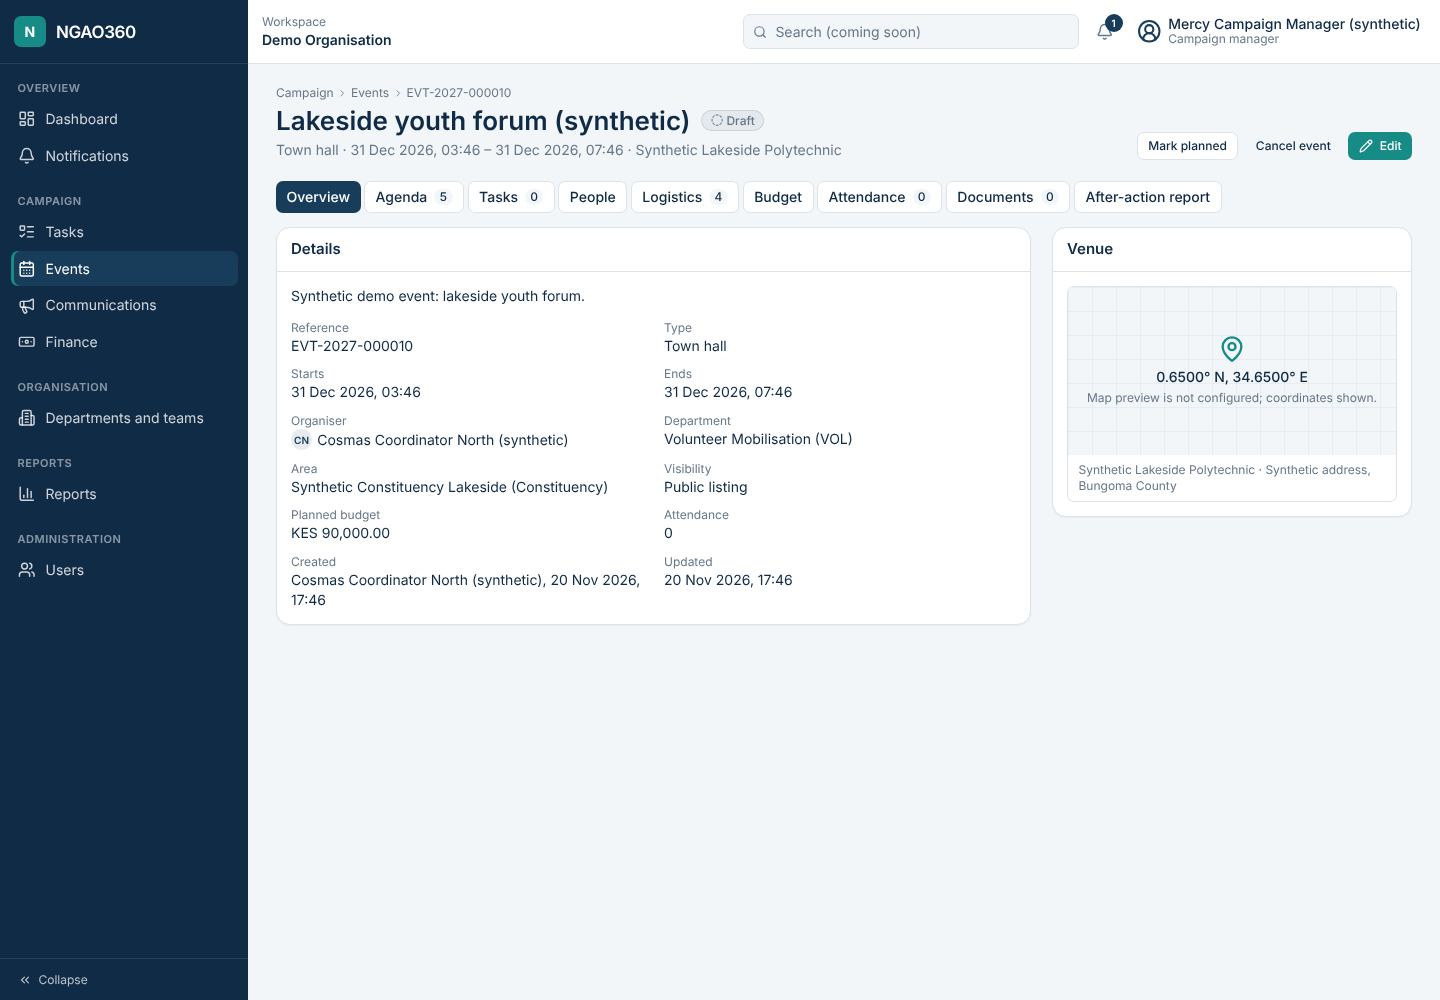 N NGAO360
OVERVIEW
Dashboard
Notifications
CAMPAIGN
Tasks
Events
Communications
Finance
ORGANISATION
Departments and teams
REPORTS
Reports
ADMINISTRATION
Users
Collapse
Workspace
Demo Organisation
Search (coming soon)
1
Mercy Campaign Manager (synthetic)
Campaign manager
Campaign › Events › EVT-2027-000010
Lakeside youth forum (synthetic) Draft
Town hall · 31 Dec 2026, 03:46 – 31 Dec 2026, 07:46 · Synthetic Lakeside Polytechnic
Mark planned Cancel event Edit
Overview Agenda 5 Tasks 0 People Logistics 4 Budget Attendance 0 Documents 0 After-action report
Details
Synthetic demo event: lakeside youth forum.
Reference
EVT-2027-000010
Type
Town hall
Starts
31 Dec 2026, 03:46
Ends
31 Dec 2026, 07:46
Organiser
CN Cosmas Coordinator North (synthetic)
Department
Volunteer Mobilisation (VOL)
Area
Synthetic Constituency Lakeside (Constituency)
Visibility
Public listing
Planned budget
KES 90,000.00
Attendance
0
Created
Cosmas Coordinator North (synthetic), 20 Nov 2026,
17:46
Updated
20 Nov 2026, 17:46
Venue
0.6500° N, 34.6500° E
Map preview is not configured; coordinates shown.
Synthetic Lakeside Polytechnic · Synthetic address,
Bungoma County